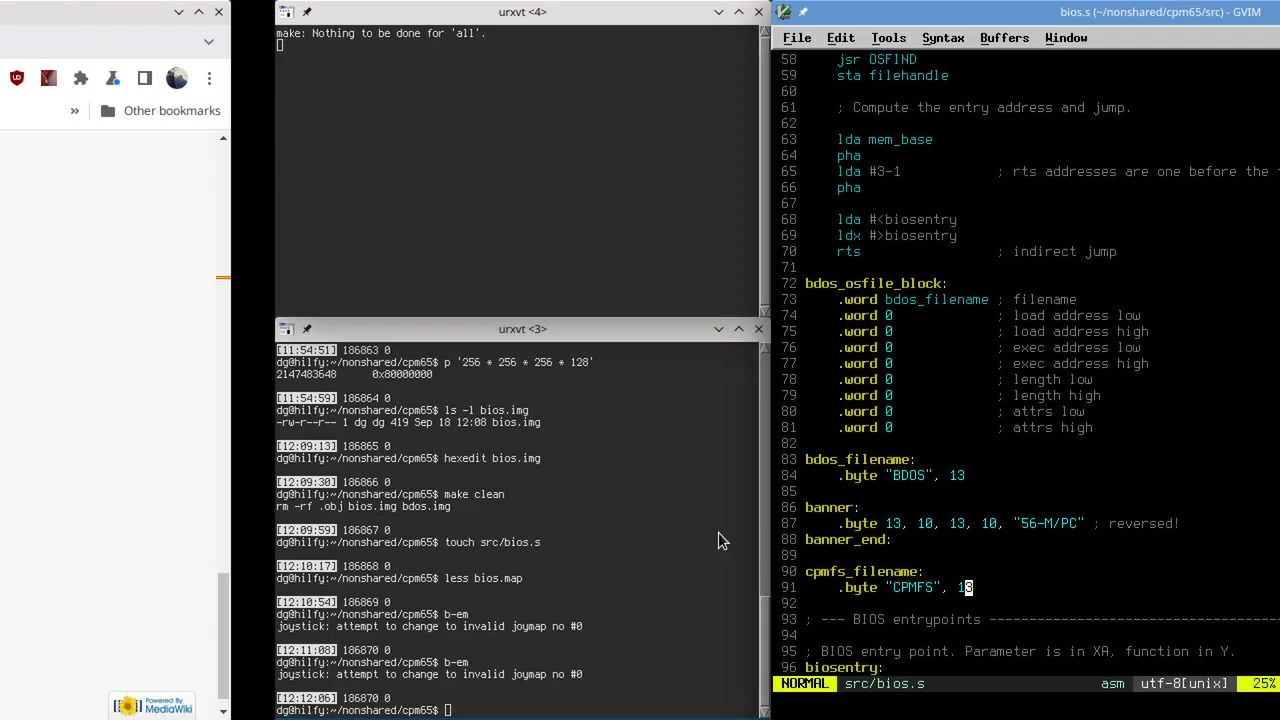 urxvt <4>
bios.s (~/nonshared/cpm65/src) - GVIM
File Edit Tools Syntax Buffers Window
» Other bookmarks
make: Nothing to be done for 'all'.
urxvt <3>
[11:54:51] 186863 0
dg@hilfy:~/nonshared/cpm65$ p '256 * 256 * 256 * 128'
2147483648 0x80000000
[11:54:59] 186864 0
dg@hilfy:~/nonshared/cpm65$ ls -l bios.img
-rw-r--r-- 1 dg dg 419 Sep 18 12:08 bios.img
[12:09:13] 186865 0
dg@hilfy:~/nonshared/cpm65$ hexedit bios.img
[12:09:30] 186866 0
dg@hilfy:~/nonshared/cpm65$ make clean
rm -rf .obj bios.img bdos.img
[12:09:59] 186867 0
dg@hilfy:~/nonshared/cpm65$ touch src/bios.s
[12:10:17] 186868 0
dg@hilfy:~/nonshared/cpm65$ less bios.map
[12:10:54] 186869 0
dg@hilfy:~/nonshared/cpm65$ b-em
joystick: attempt to change to invalid joymap no #0
[12:11:08] 186870 0
dg@hilfy:~/nonshared/cpm65$ b-em
joystick: attempt to change to invalid joymap no #0
[12:12:06] 186870 0
dg@hilfy:~/nonshared/cpm65$
58 jsr OSFIND
59 sta filehandle
60
61 ; Compute the entry address and jump.
62
63 lda mem_base
64 pha
65 lda #3-1 ; rts addresses are one before the
66 pha
67
68 lda #<biosentry
69 ldx #>biosentry
70 rts ; indirect jump
71
72 bdos_osfile_block:
73 .word bdos_filename ; filename
74 .word 0 ; load address low
75 .word 0 ; load address high
76 .word 0 ; exec address low
77 .word 0 ; exec address high
78 .word 0 ; length low
79 .word 0 ; length high
80 .word 0 ; attrs low
81 .word 0 ; attrs high
82
83 bdos_filename:
84 .byte "BDOS", 13
85
86 banner:
87 .byte 13, 10, 13, 10, "56-M/PC" ; reversed!
88 banner_end:
89
90 cpmfs_filename:
91 .byte "CPMFS", 13
92
93 ; --- BIOS entrypoints ------------------------------------
94
95 ; BIOS entry point. Parameter is in XA, function in Y.
96 biosentry:
NORMAL src/bios.s asm utf-8[unix] 25%
Powered By
MediaWiki